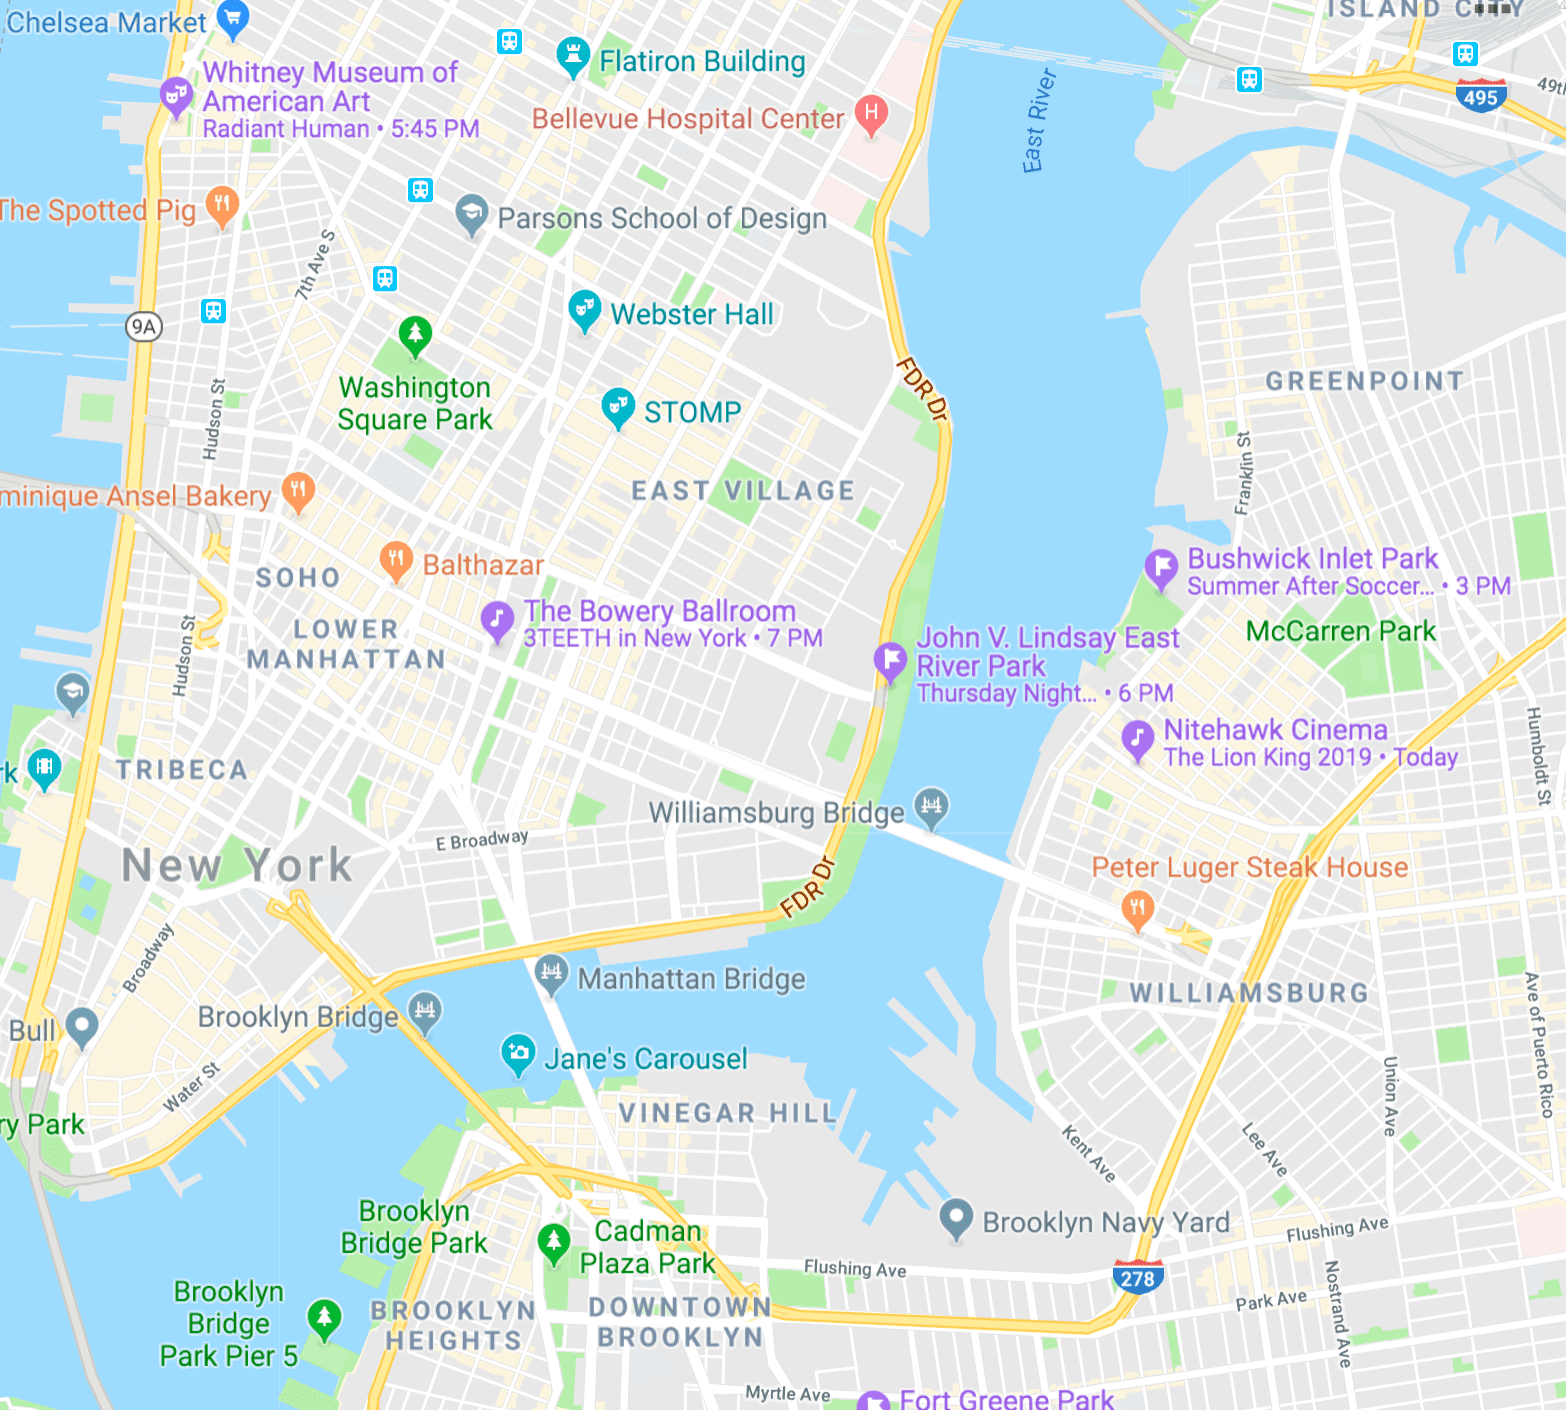 Chelsea Market
ISLAND CITY
Whitney Museum of
American Art
Radiant Human • 5:45 PM
Flatiron Building
Bellevue Hospital Center
East River
495
49th
The Spotted Pig
Parsons School of Design
7th Ave S
Webster Hall
9A
Washington
Square Park
Hudson St
STOMP
FDR Dr
GREENPOINT
Franklin St
EAST VILLAGE
minique Ansel Bakery
SOHO
Balthazar
The Bowery Ballroom
3TEETH in New York • 7 PM
LOWER
MANHATTAN
Hudson St
Bushwick Inlet Park
Summer After Soccer... • 3 PM
McCarren Park
John V. Lindsay East
River Park
Thursday Night... • 6 PM
Nitehawk Cinema
The Lion King 2019 • Today
Humboldt St
rk
TRIBECA
Williamsburg Bridge
E Broadway
New York
FDR Dr
Peter Luger Steak House
Broadway
Manhattan Bridge
WILLIAMSBURG
Ave of Puerto Rico
Bull
Brooklyn Bridge
Jane's Carousel
Water St
Union Ave
ry Park
VINEGAR HILL
Kent Ave
Lee Ave
Brooklyn
Bridge Park
Cadman
Plaza Park
Brooklyn Navy Yard
Flushing Ave
Flushing Ave
278
Brooklyn
Bridge
Park Pier 5
BROOKLYN
HEIGHTS
DOWNTOWN
BROOKLYN
Park Ave
Nostrand Ave
Myrtle Ave
Fort Greene Park